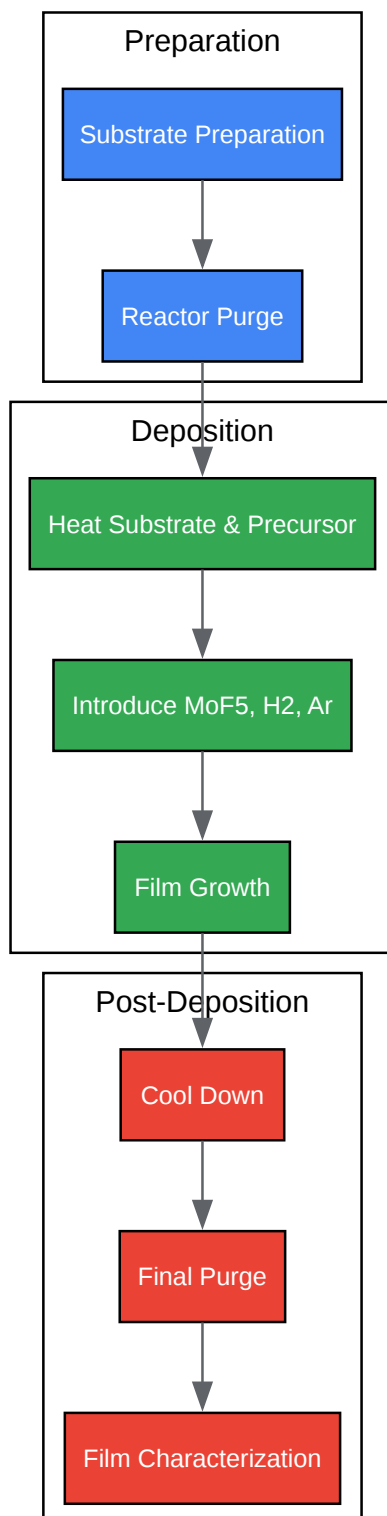 Preparation
Substrate Preparation
Reactor Purge
Deposition
Heat Substrate & Precursor
Introduce MoF5, H2, Ar
Film Growth
Post-Deposition
Cool Down
Final Purge
Film Characterization